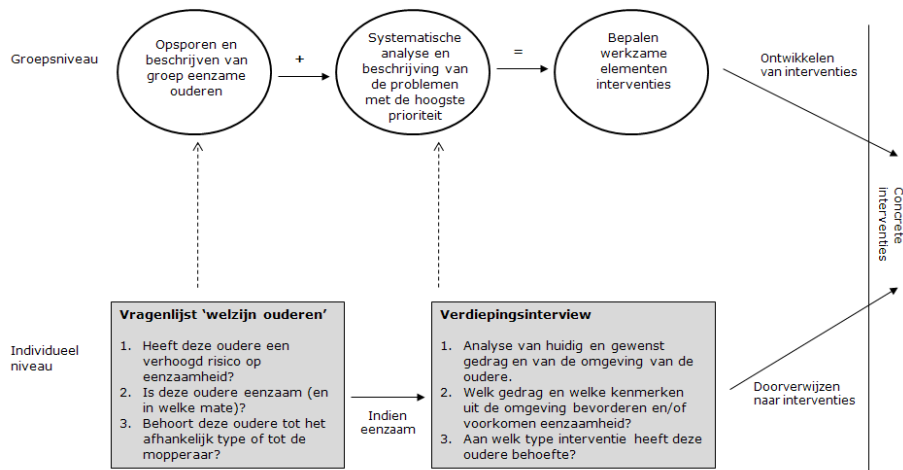 Groepsniveau
Opsporen en
beschrijven van
groep eenzame
ouderen
+
Systematische
analyse en
beschrijving van
de problemen
met de hoogste
prioriteit
=
Bepalen
werkzame
elementen
interventies
Ontwikkelen
van interventies
Concrete
interventies
Individueel
niveau
Vragenlijst ‘welzijn ouderen’
1. Heeft deze oudere een
verhoogd risico op
eenzaamheid?
2. Is deze oudere eenzaam (en
in welke mate)?
3. Behoort deze oudere tot het
afhankelijk type of tot de
mopperaar?
Indien
eenzaam
Verdiepingsinterview
1. Analyse van huidig en gewenst
gedrag en van de omgeving van de
oudere.
2. Welk gedrag en welke kenmerken
uit de omgeving bevorderen en/of
voorkomen eenzaamheid?
3. Aan welk type interventie heeft deze
oudere behoefte?
Doorverwijzen
naar interventies